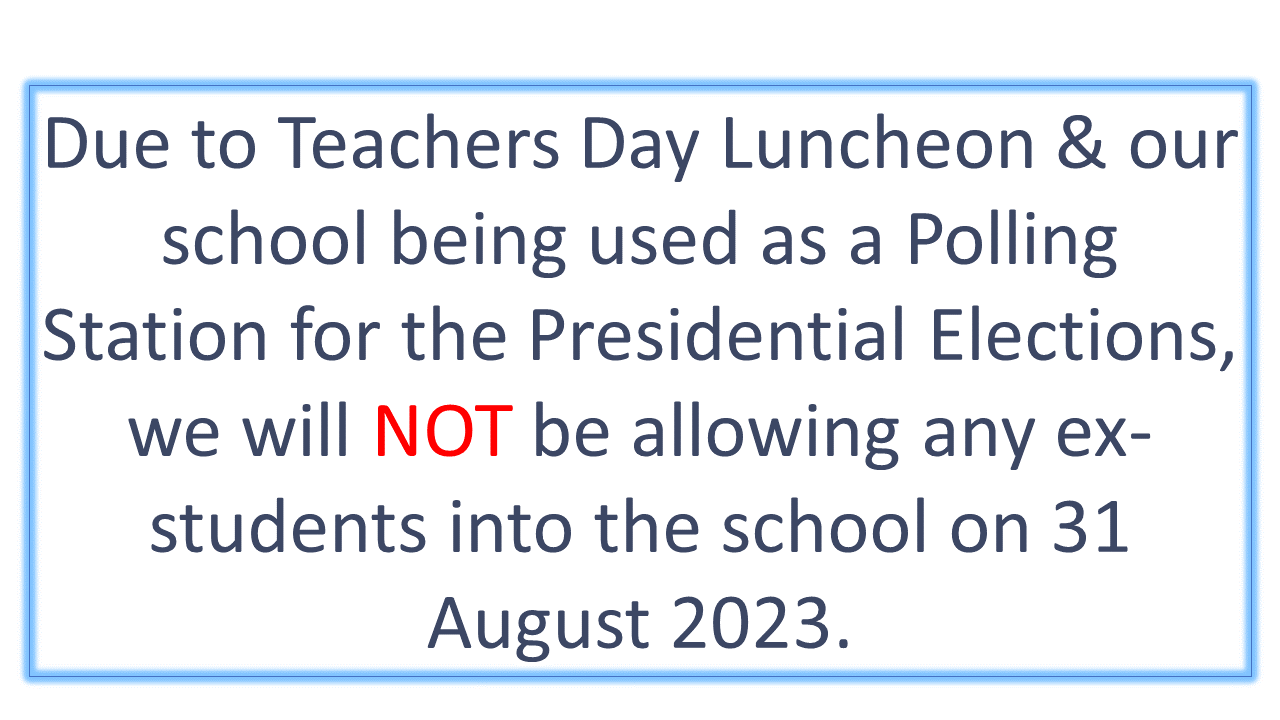 Due to Teachers Day Luncheon & our
school being used as a Polling
Station for the Presidential Elections,
we will NOT be allowing any ex-
students into the school on 31
August 2023.